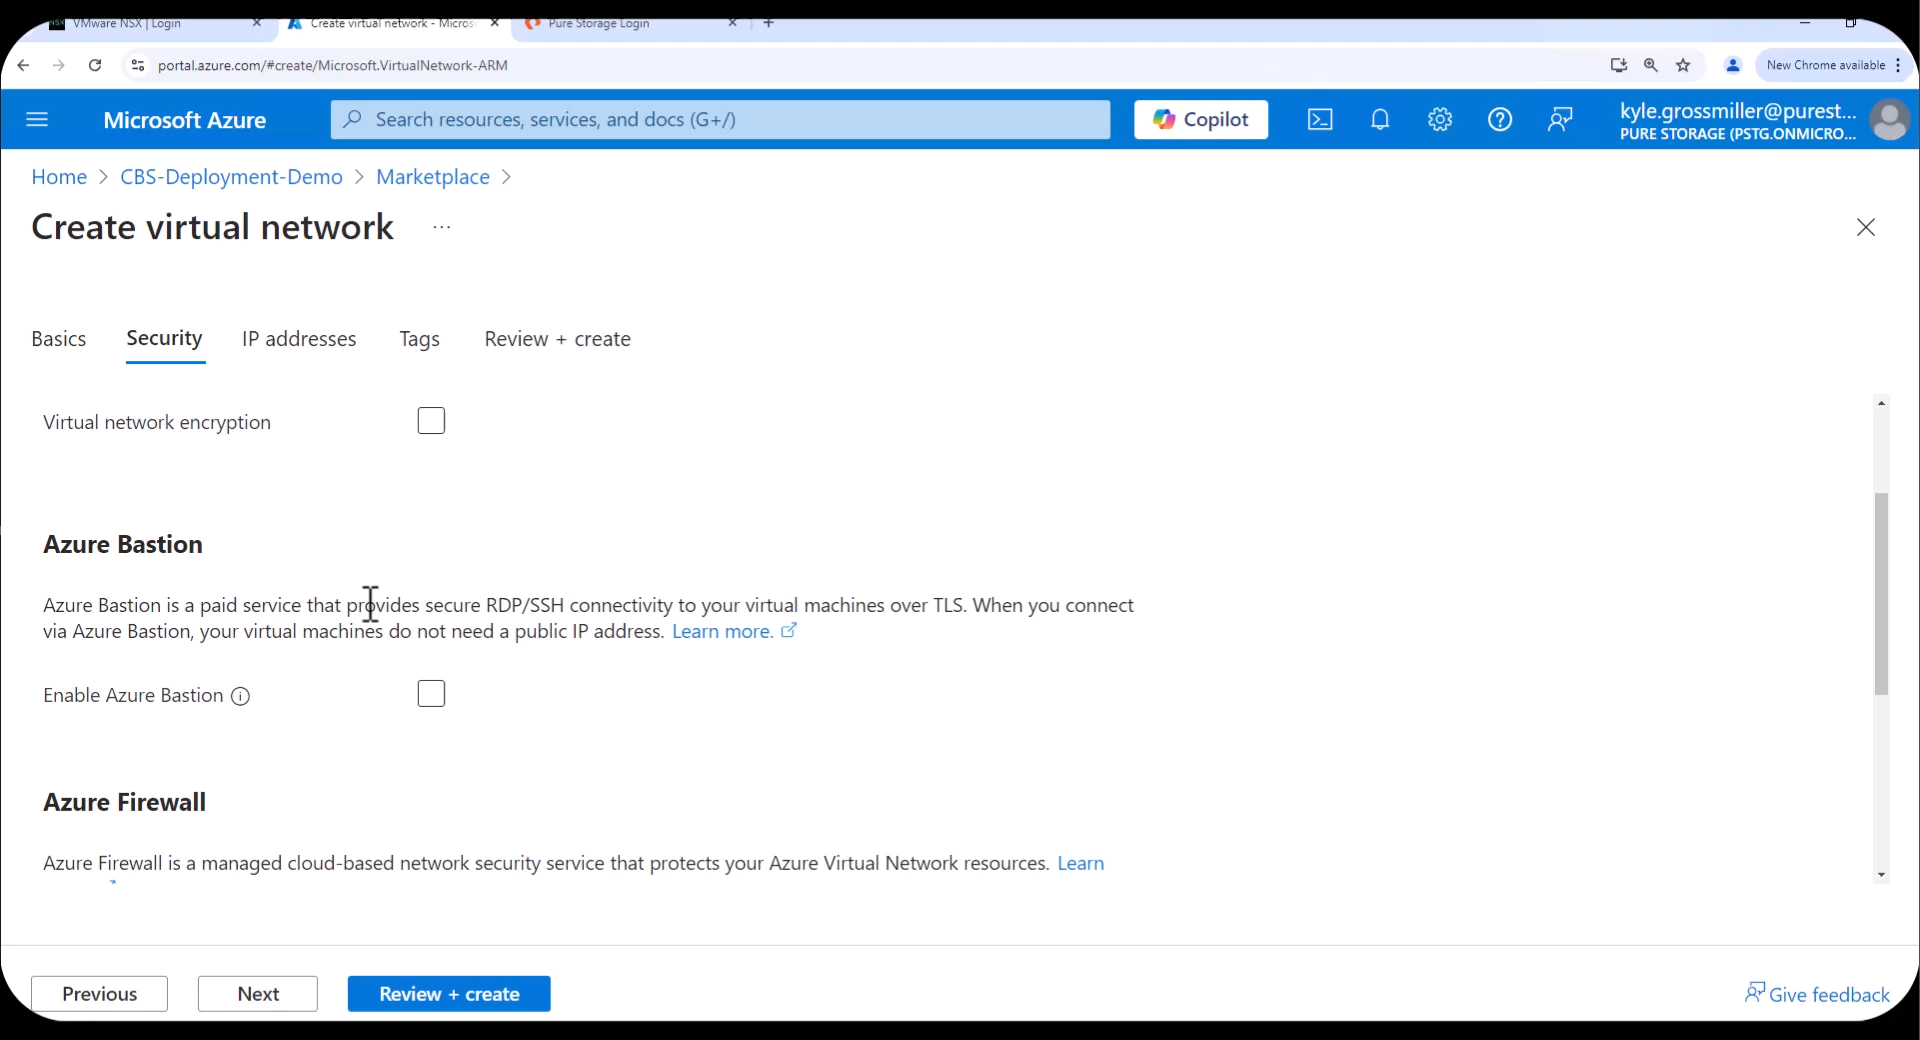 NSX VMware NSX | Login
Create virtual network - Micros
Pure Storage Login
portal.azure.com/#create/Microsoft.VirtualNetwork-ARM
New Chrome available
Microsoft Azure
Search resources, services, and docs (G+/)
Copilot
kyle.grossmiller@purest...
PURE STORAGE (PSTG.ONMICRO...
Home > CBS-Deployment-Demo > Marketplace >
Create virtual network ...
Basics Security IP addresses Tags Review + create
Virtual network encryption
Azure Bastion
Azure Bastion is a paid service that provides secure RDP/SSH connectivity to your virtual machines over TLS. When you connect
via Azure Bastion, your virtual machines do not need a public IP address. Learn more.
Enable Azure Bastion
Azure Firewall
Azure Firewall is a managed cloud-based network security service that protects your Azure Virtual Network resources. Learn
Previous Next Review + create
Give feedback